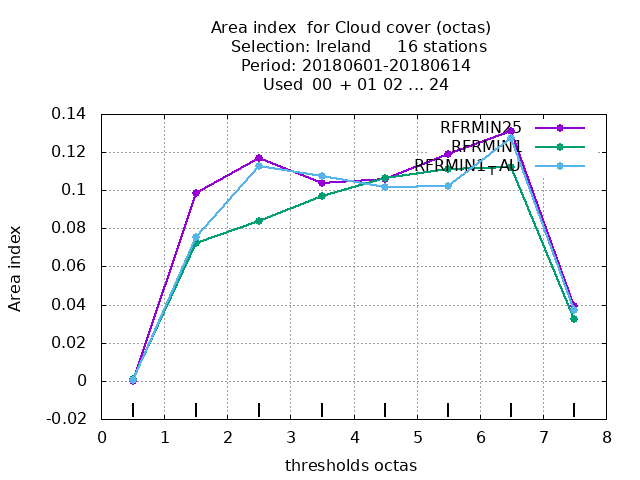 Area index  for Cloud cover (octas)
Selection: Ireland     16 stations
Period: 20180601-20180614
Used  00 + 01 02 ... 24
0.14
0.12
0.1
0.08
0.06
0.04
0.02
0
-0.02
Area index
RFRMIN25
RFRMIN1
RFRMIN1+AU
0 1 2 3 4 5 6 7 8
thresholds octas